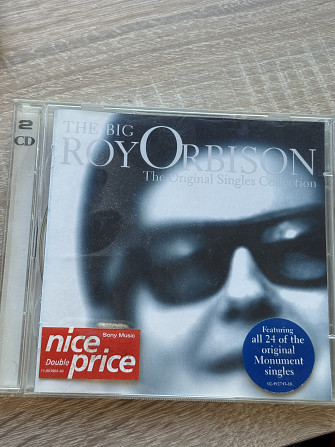 2
CD
THE BIG
ROY ORBISON
The Original Singles Collection
Sony Music
nice
Double price
Featuring
all 24 of the
original
Monument
singles